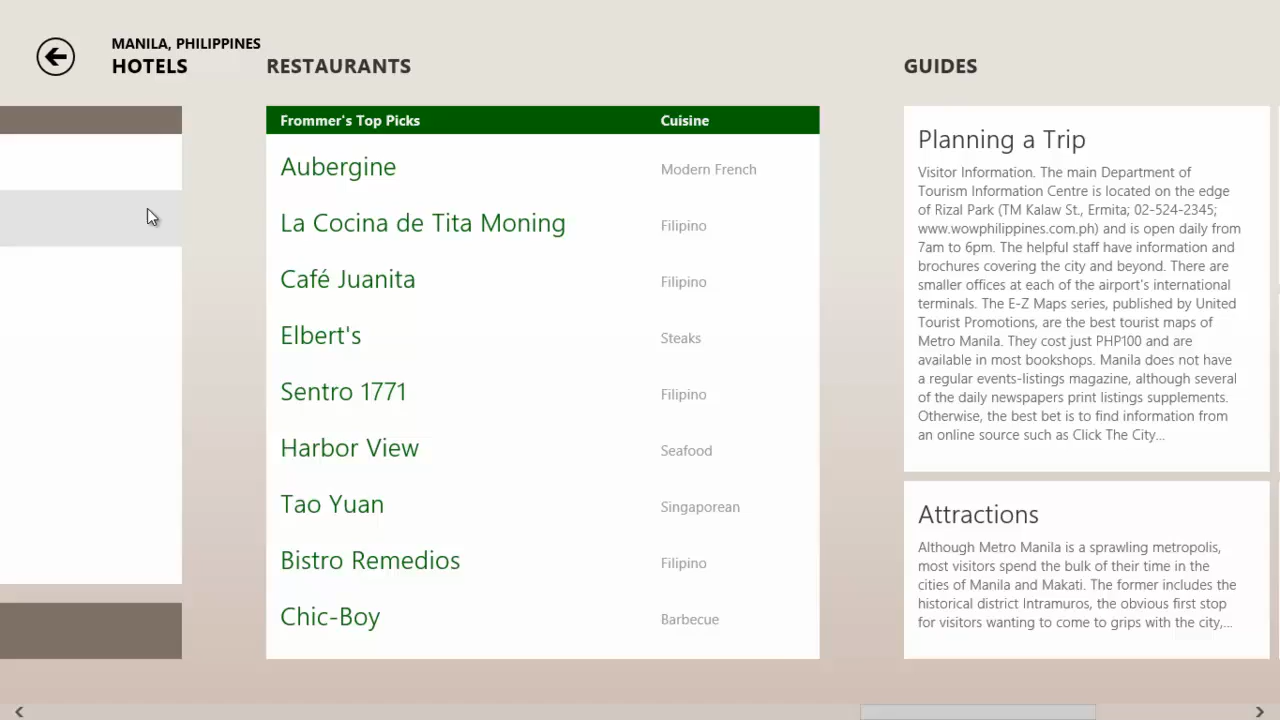 MANILA, PHILIPPINES
HOTELS
RESTAURANTS
Frommer's Top Picks Cuisine
Aubergine Modern French
La Cocina de Tita Moning Filipino
Café Juanita Filipino
Elbert's Steaks
Sentro 1771 Filipino
Harbor View Seafood
Tao Yuan Singaporean
Bistro Remedios Filipino
Chic-Boy Barbecue
GUIDES
Planning a Trip
Visitor Information. The main Department of
Tourism Information Centre is located on the edge
of Rizal Park (TM Kalaw St., Ermita; 02-524-2345;
www.wowphilippines.com.ph) and is open daily from
7am to 6pm. The helpful staff have information and
brochures covering the city and beyond. There are
smaller offices at each of the airport's international
terminals. The E-Z Maps series, published by United
Tourist Promotions, are the best tourist maps of
Metro Manila. They cost just PHP100 and are
available in most bookshops. Manila does not have
a regular events-listings magazine, although several
of the daily newspapers print listings supplements.
Otherwise, the best bet is to find information from
an online source such as Click The City...
Attractions
Although Metro Manila is a sprawling metropolis,
most visitors spend the bulk of their time in the
cities of Manila and Makati. The former includes the
historical district Intramuros, the obvious first stop
for visitors wanting to come to grips with the city,...